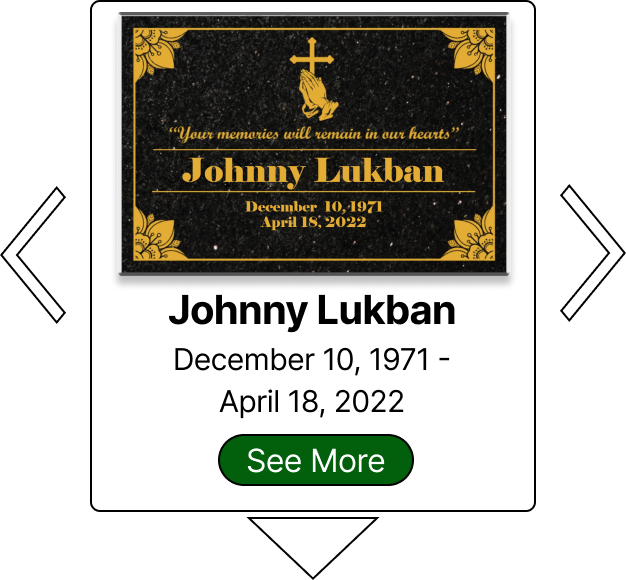 “Your memories will remain in our hearts”
Johnny Lukban
December 10, 1971
April 18, 2022
Johnny Lukban
December 10, 1971 -
April 18, 2022
See More